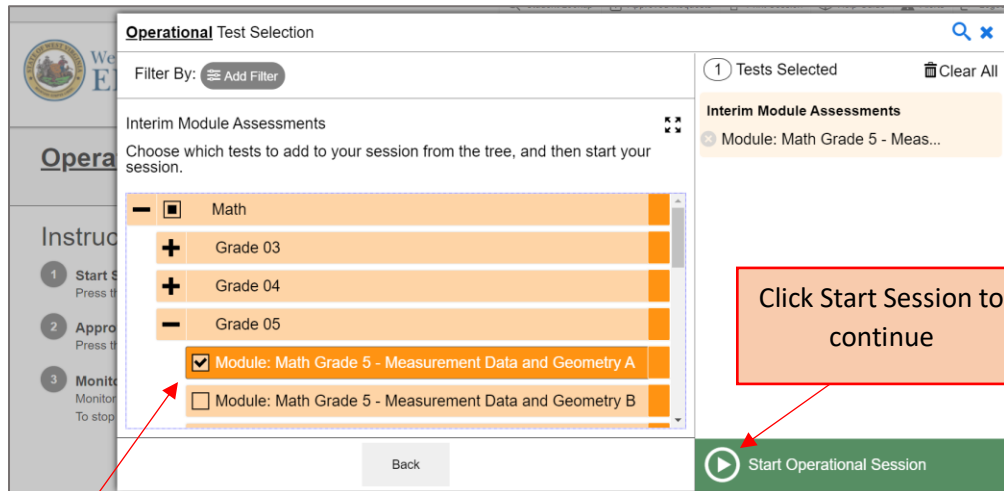 Operational Test Selection
We
El
Filter By: Add Filter
1 Tests Selected
Clear All
Interim Module Assessments
Module: Math Grade 5 - Meas...
Interim Module Assessments
Choose which tests to add to your session from the tree, and then start your
session.
Opera
Math
Grade 03
Grade 04
Grade 05
Module: Math Grade 5 - Measurement Data and Geometry A
Module: Math Grade 5 - Measurement Data and Geometry B
Instruc
1 Start S
Press th
2 Appro
Press th
3 Monito
Monitor
To stop
Click Start Session to
continue
Back
Start Operational Session